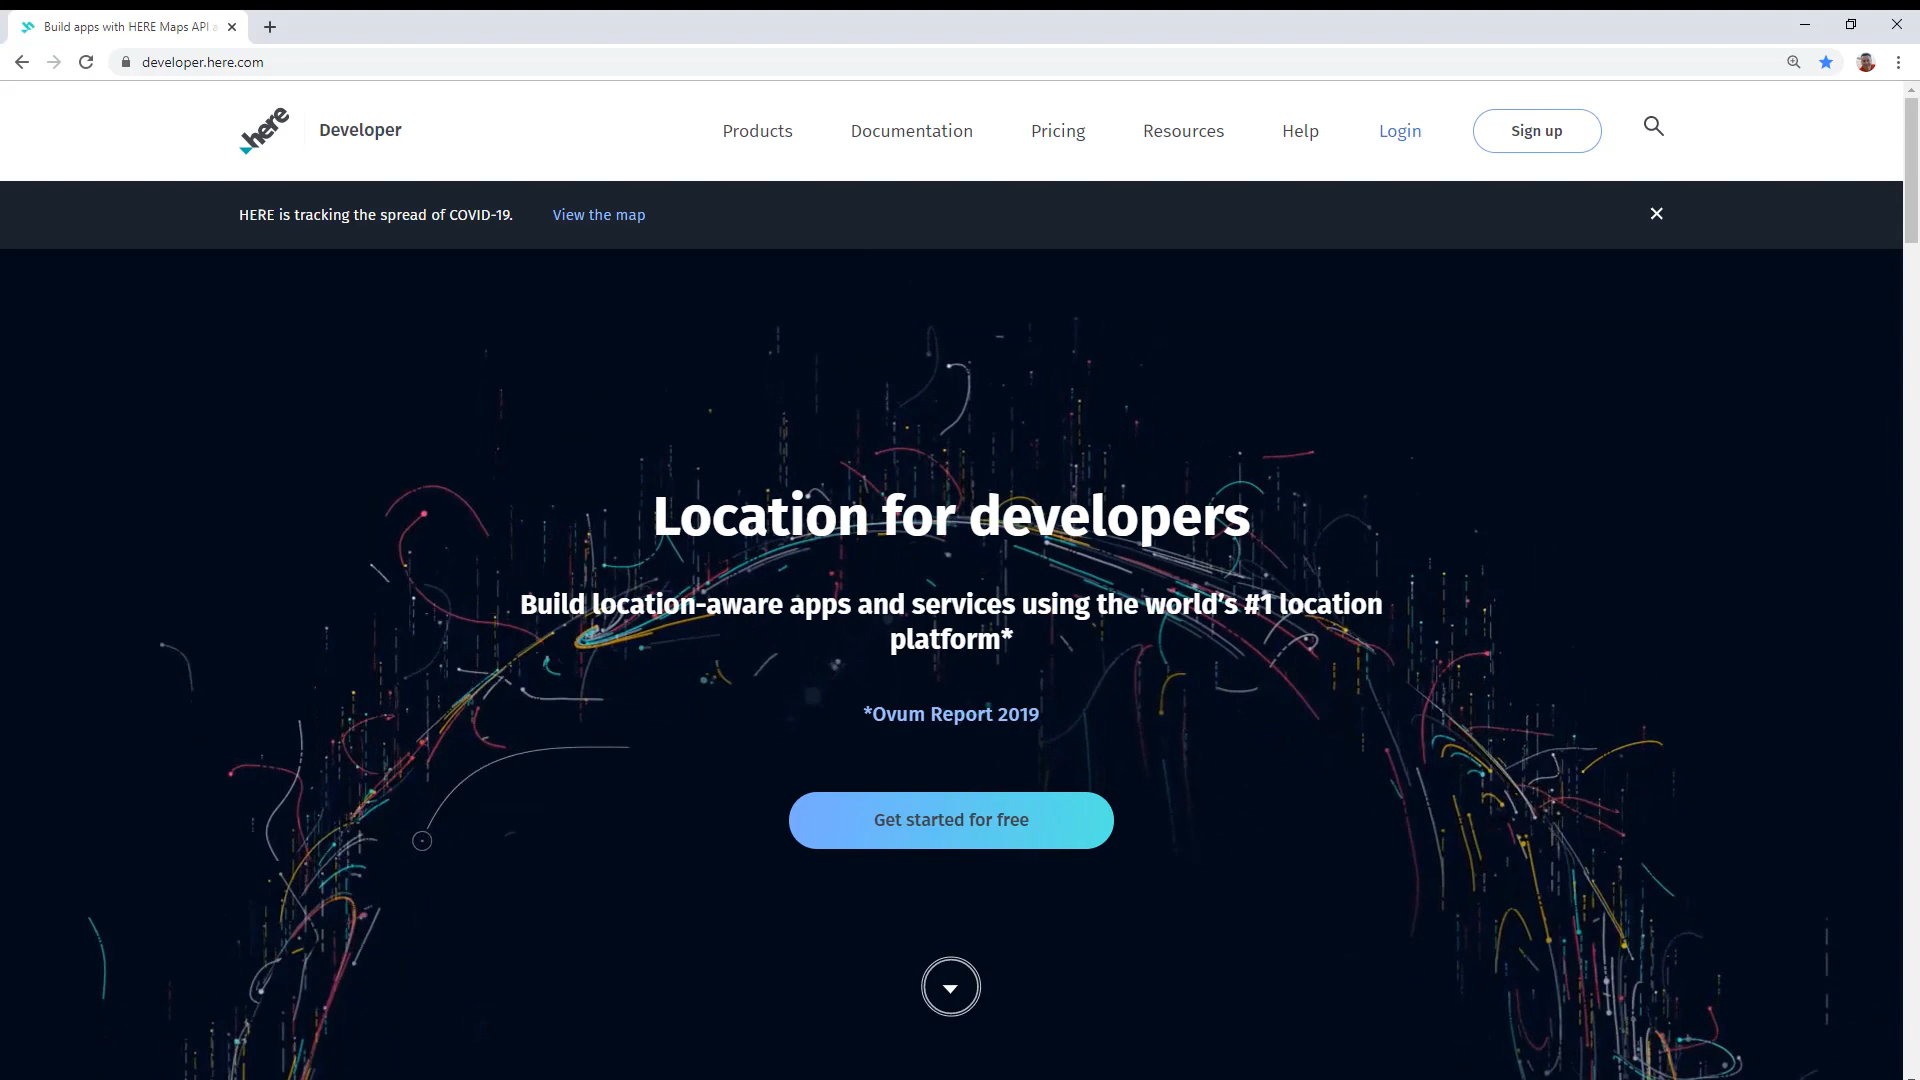 Build apps with HERE Maps API
developer.here.com
here
Developer
Products
Documentation
Pricing
Resources
Help
Login
Sign up
HERE is tracking the spread of COVID-19.
View the map
Location for developers
Build location-aware apps and services using the world’s #1 location
platform*
*Ovum Report 2019
Get started for free